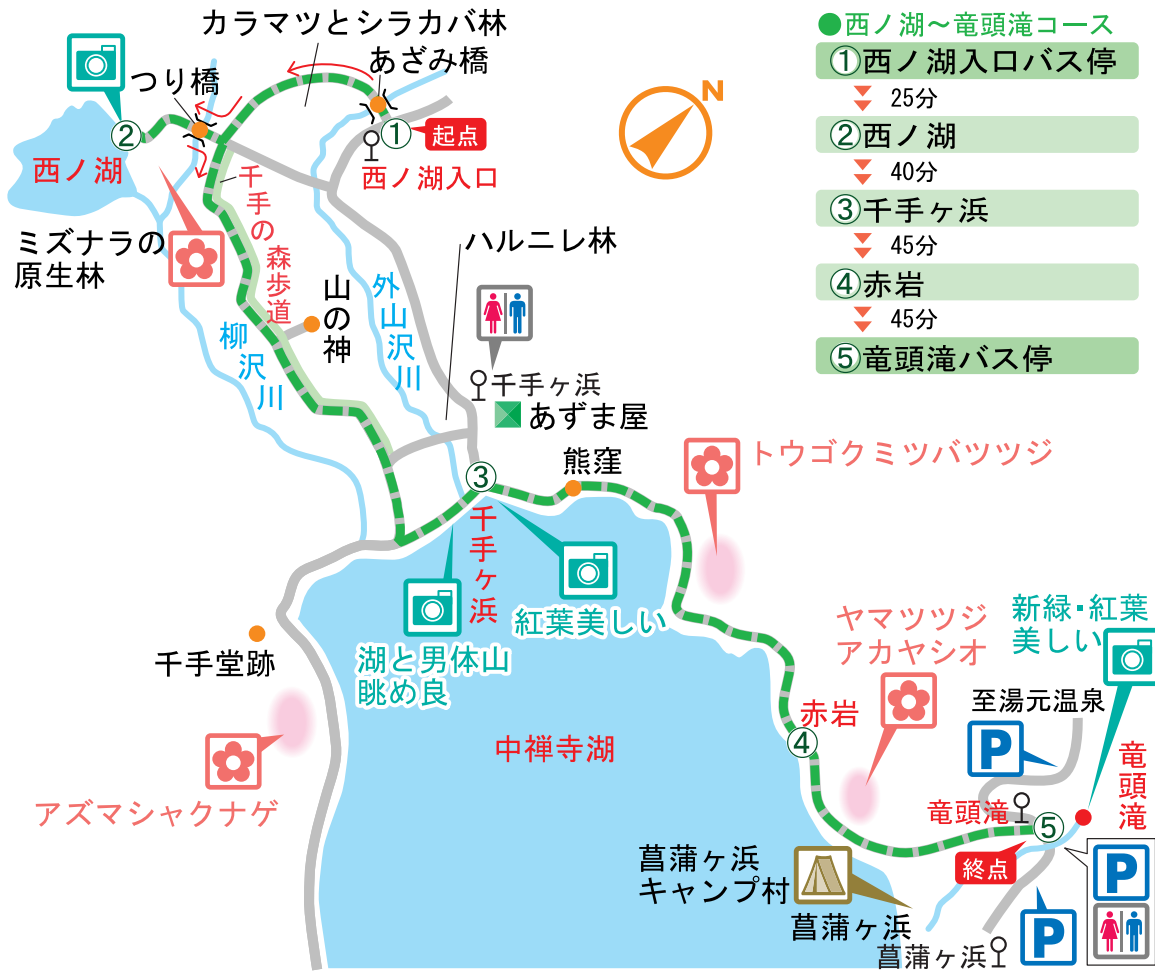 カラマツとシラカバ林
あざみ橋
つり橋
②
①
起点
西ノ湖
西ノ湖入口
千手の森歩道
ミズナラの
原生林
ハルニレ林
山の神
外山沢川
柳沢川
千手ヶ浜
あずま屋
③
熊窪
トウゴクミツバツツジ
千手ヶ浜
紅葉美しい
湖と男体山
眺め良
千手堂跡
アズマシャクナゲ
中禅寺湖
ヤマツツジ
アカヤシオ
新緑・紅葉
美しい
赤岩
④
至湯元温泉
P
竜頭滝
竜頭滝
⑤
終点
菖蒲ヶ浜
キャンプ村
菖蒲ヶ浜
菖蒲ヶ浜
P
P
N
●西ノ湖～竜頭滝コース
①西ノ湖入口バス停
25分
②西ノ湖
40分
③千手ヶ浜
45分
④赤岩
45分
⑤竜頭滝バス停